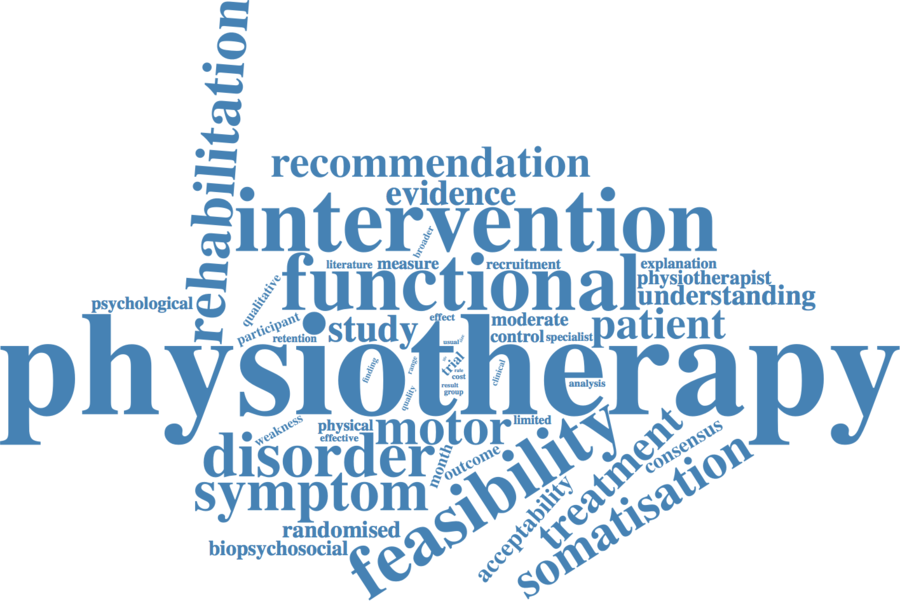 rehabilitation
recommendation
evidence
intervention
broader
literature
measure
recruitment
explanation
functional
physiotherapist
understanding
qualitative
psychological
participant
retention
study
effect
moderate
control
specialist
patient
usual
physiotherapy
trial
finding
range
rate
cost
clinical
result
group
quality
analysis
weakness
physical
effective
motor
limited
disorder
month
outcome
symptom
feasibility
treatment
consensus
acceptability
somatisation
randomised
biopsychosocial